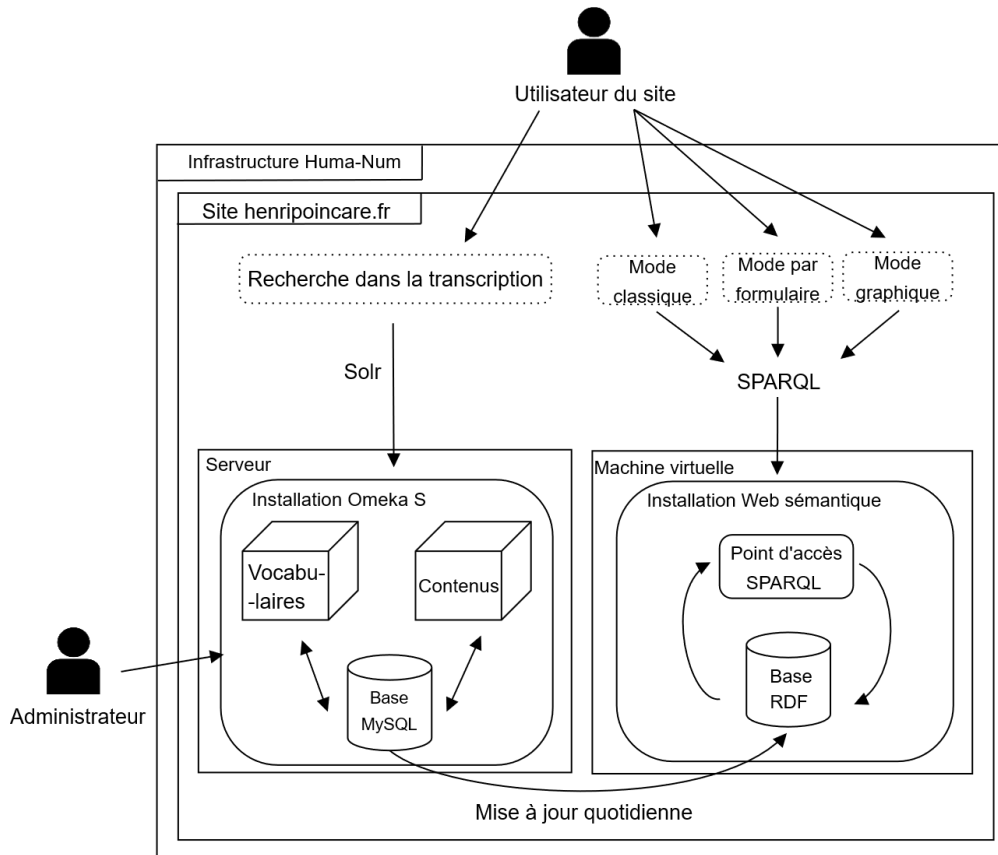 Utilisateur du site
Infrastructure Huma-Num
Site henripoincare.fr
Recherche dans la transcription
Mode
classique
Mode par
formulaire
Mode
graphique
Solr
SPARQL
Serveur
Installation Omeka S
Vocabu-
-laires
Contenus
Base
MySQL
Machine virtuelle
Installation Web sémantique
Point d'accès
SPARQL
Base
RDF
Administrateur
Mise à jour quotidienne